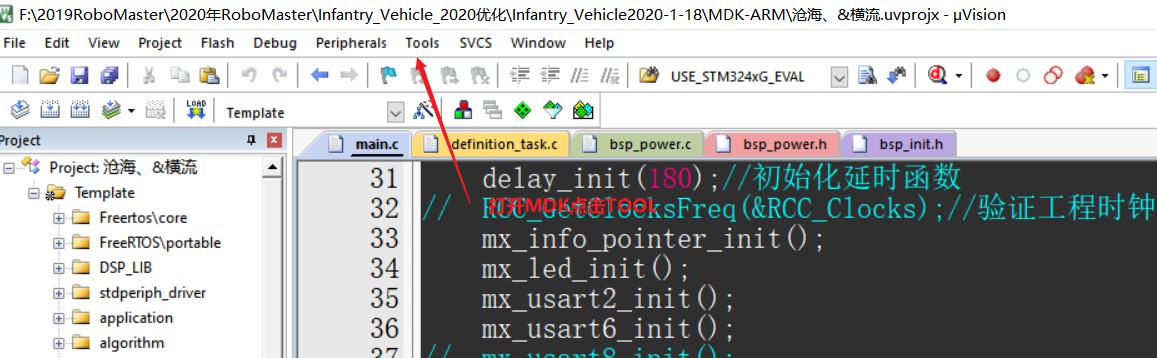 F:\2019RoboMaster\2020年RoboMaster\Infantry_Vehicle_2020优化\Infantry_Vehicle2020-1-18\MDK-ARM\沧海、&横流.uvprojx - µVision
File Edit View Project Flash Debug Peripherals Tools SVCS Window Help
USE_STM324xG_EVAL
LOAD Template
Project
main.c definition_task.c bsp_power.c bsp_power.h bsp_init.h
Project: 沧海、&横流
Template
Freertos\core
FreeRTOS\portable
DSP_LIB
stdperiph_driver
application
algorithm
31 delay_init(180);//初始化延时函数
32 // RCC_GetClocksFreq(&RCC_Clocks);//验证工程时钟
打开MDK点击TOOL
33 mx_info_pointer_init();
34 mx_led_init();
35 mx_usart2_init();
36 mx_usart6_init();
37 // mx_usart8_init();